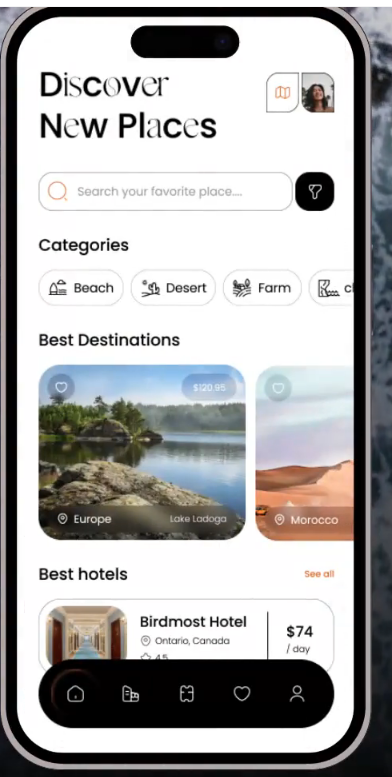 Discover
New Places
Search your favorite place....
Categories
Beach
Desert
Farm
cl
Best Destinations
$120.95
Europe
Lake Ladoga
Morocco
Best hotels
See all
Birdmost Hotel
Ontario, Canada
4.5
$74
/ day